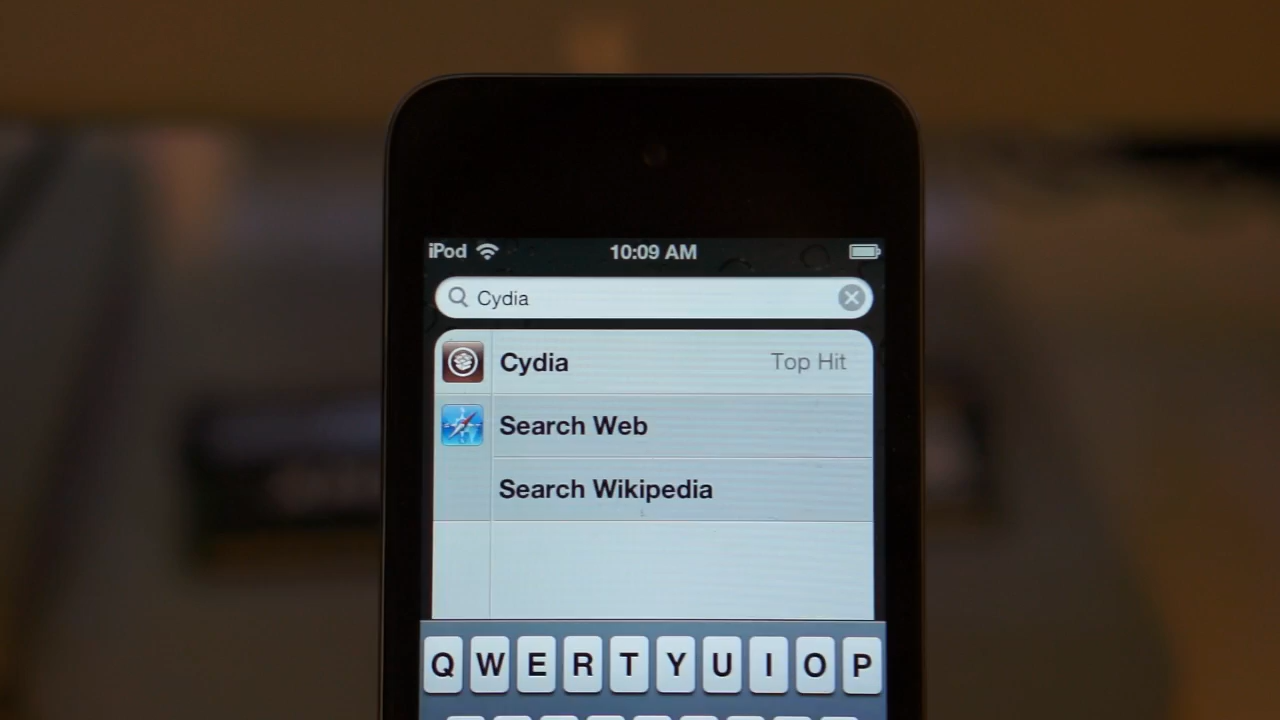 iPod 10:09 AM
Cydia
Cydia Top Hit
Search Web
Search Wikipedia
Q W E R T Y U I O P